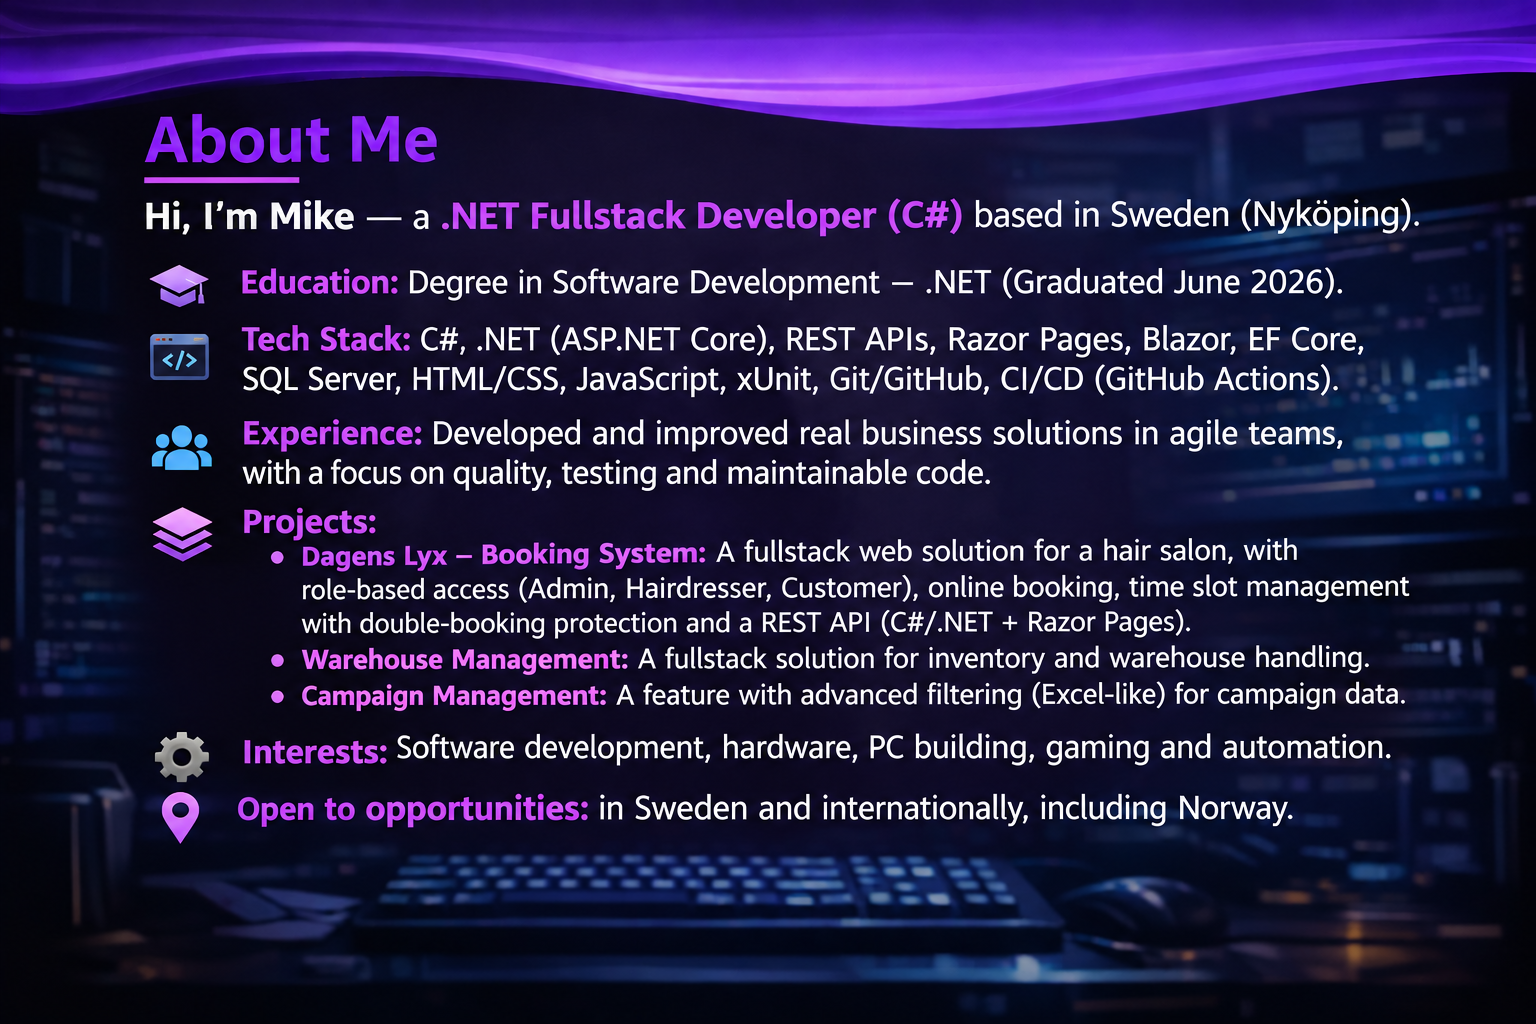 About Me
Hi, I'm Mike — a .NET Fullstack Developer (C#) based in Sweden (Nyköping).
Education: Degree in Software Development – .NET (Graduated June 2026).
</>
Tech Stack: C#, .NET (ASP.NET Core), REST APIs, Razor Pages, Blazor, EF Core,
SQL Server, HTML/CSS, JavaScript, xUnit, Git/GitHub, CI/CD (GitHub Actions).
Experience: Developed and improved real business solutions in agile teams,
with a focus on quality, testing and maintainable code.
Projects:
• Dagens Lyx – Booking System: A fullstack web solution for a hair salon, with
role-based access (Admin, Hairdresser, Customer), online booking, time slot management
with double-booking protection and a REST API (C#/.NET + Razor Pages).
• Warehouse Management: A fullstack solution for inventory and warehouse handling.
• Campaign Management: A feature with advanced filtering (Excel-like) for campaign data.
Interests: Software development, hardware, PC building, gaming and automation.
Open to opportunities: in Sweden and internationally, including Norway.